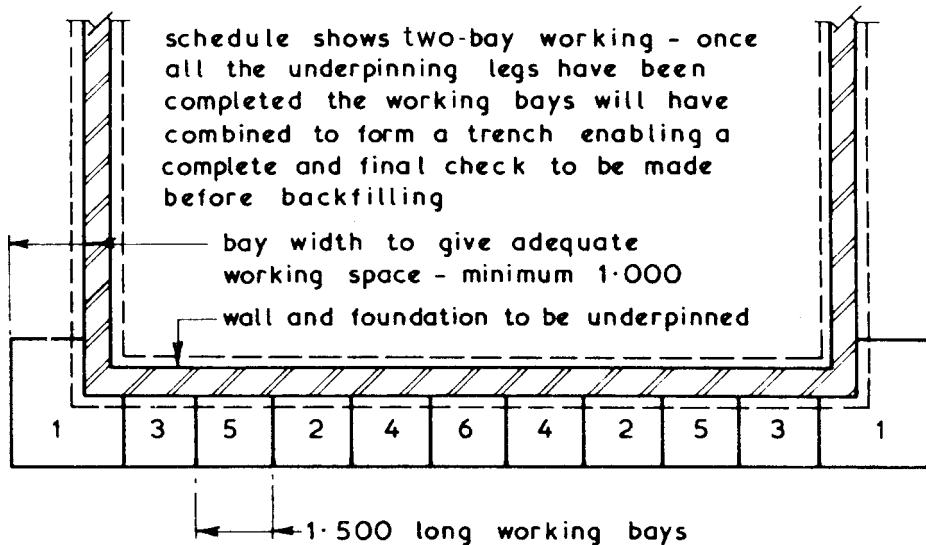 schedule shows two-bay working - once
all the underpinning legs have been
completed the working bays will have
combined to form a trench enabling a
complete and final check to be made
before backfilling
bay width to give adequate
working space - minimum 1·000
wall and foundation to be underpinned
1 3 5 2 4 6 4 2 5 3 1
1·500 long working bays